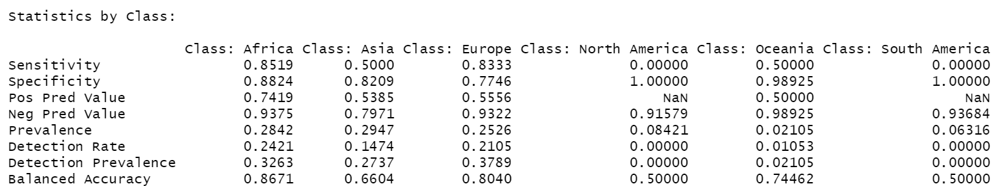 Statistics by Class:
                     Class: Africa Class: Asia Class: Europe Class: North America Class: Oceania Class: South America
Sensitivity                 0.8519      0.5000        0.8333              0.00000        0.50000              0.00000
Specificity                 0.8824      0.8209        0.7746              1.00000        0.98925              1.00000
Pos Pred Value              0.7419      0.5385        0.5556                  NaN        0.50000                  NaN
Neg Pred Value              0.9375      0.7971        0.9322              0.91579        0.98925              0.93684
Prevalence                  0.2842      0.2947        0.2526              0.08421        0.02105              0.06316
Detection Rate              0.2421      0.1474        0.2105              0.00000        0.01053              0.00000
Detection Prevalence        0.3263      0.2737        0.3789              0.00000        0.02105              0.00000
Balanced Accuracy           0.8671      0.6604        0.8040              0.50000        0.74462              0.50000